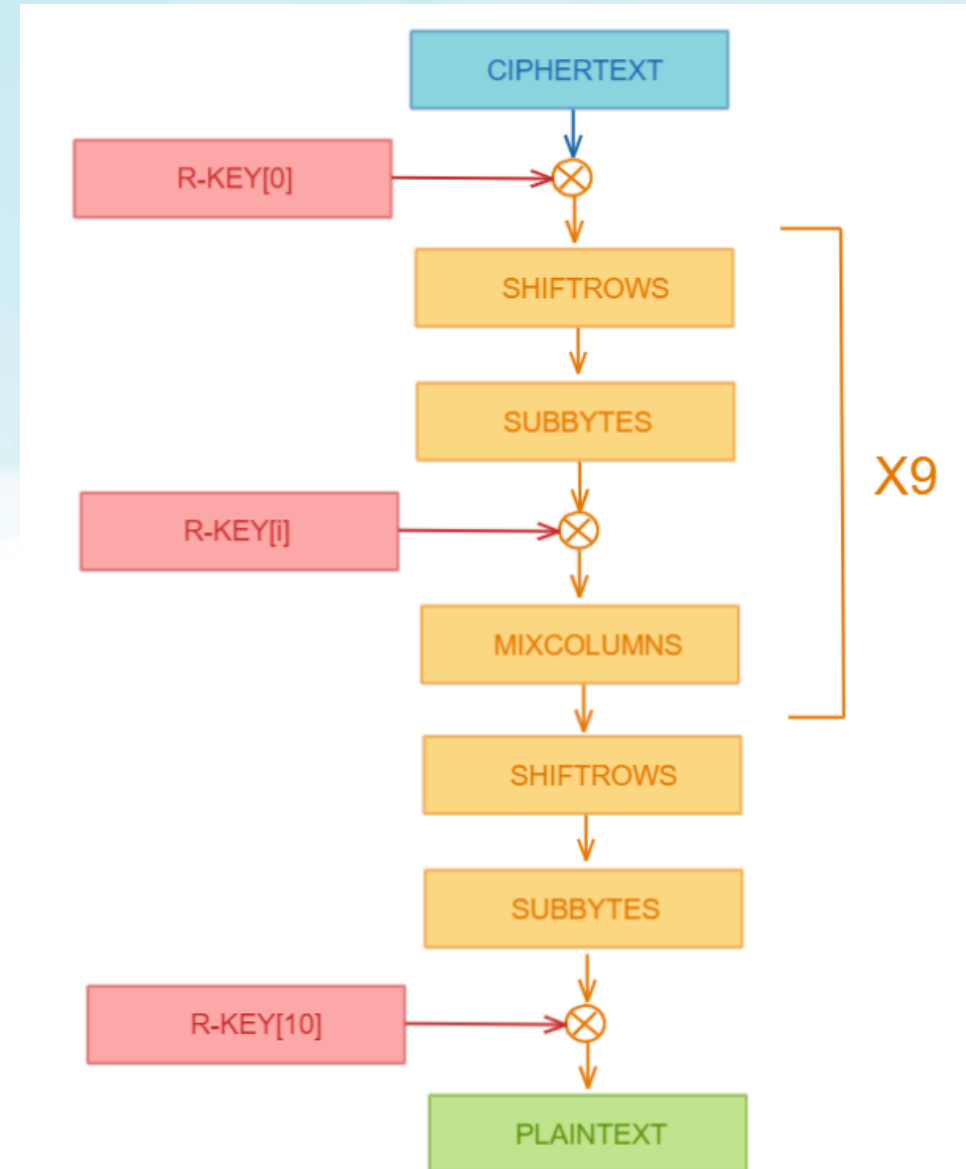 CIPHERTEXT
R-KEY[0]
SHIFTROWS
SUBBYTES
X9
R-KEY[i]
MIXCOLUMNS
SHIFTROWS
SUBBYTES
R-KEY[10]
PLAINTEXT